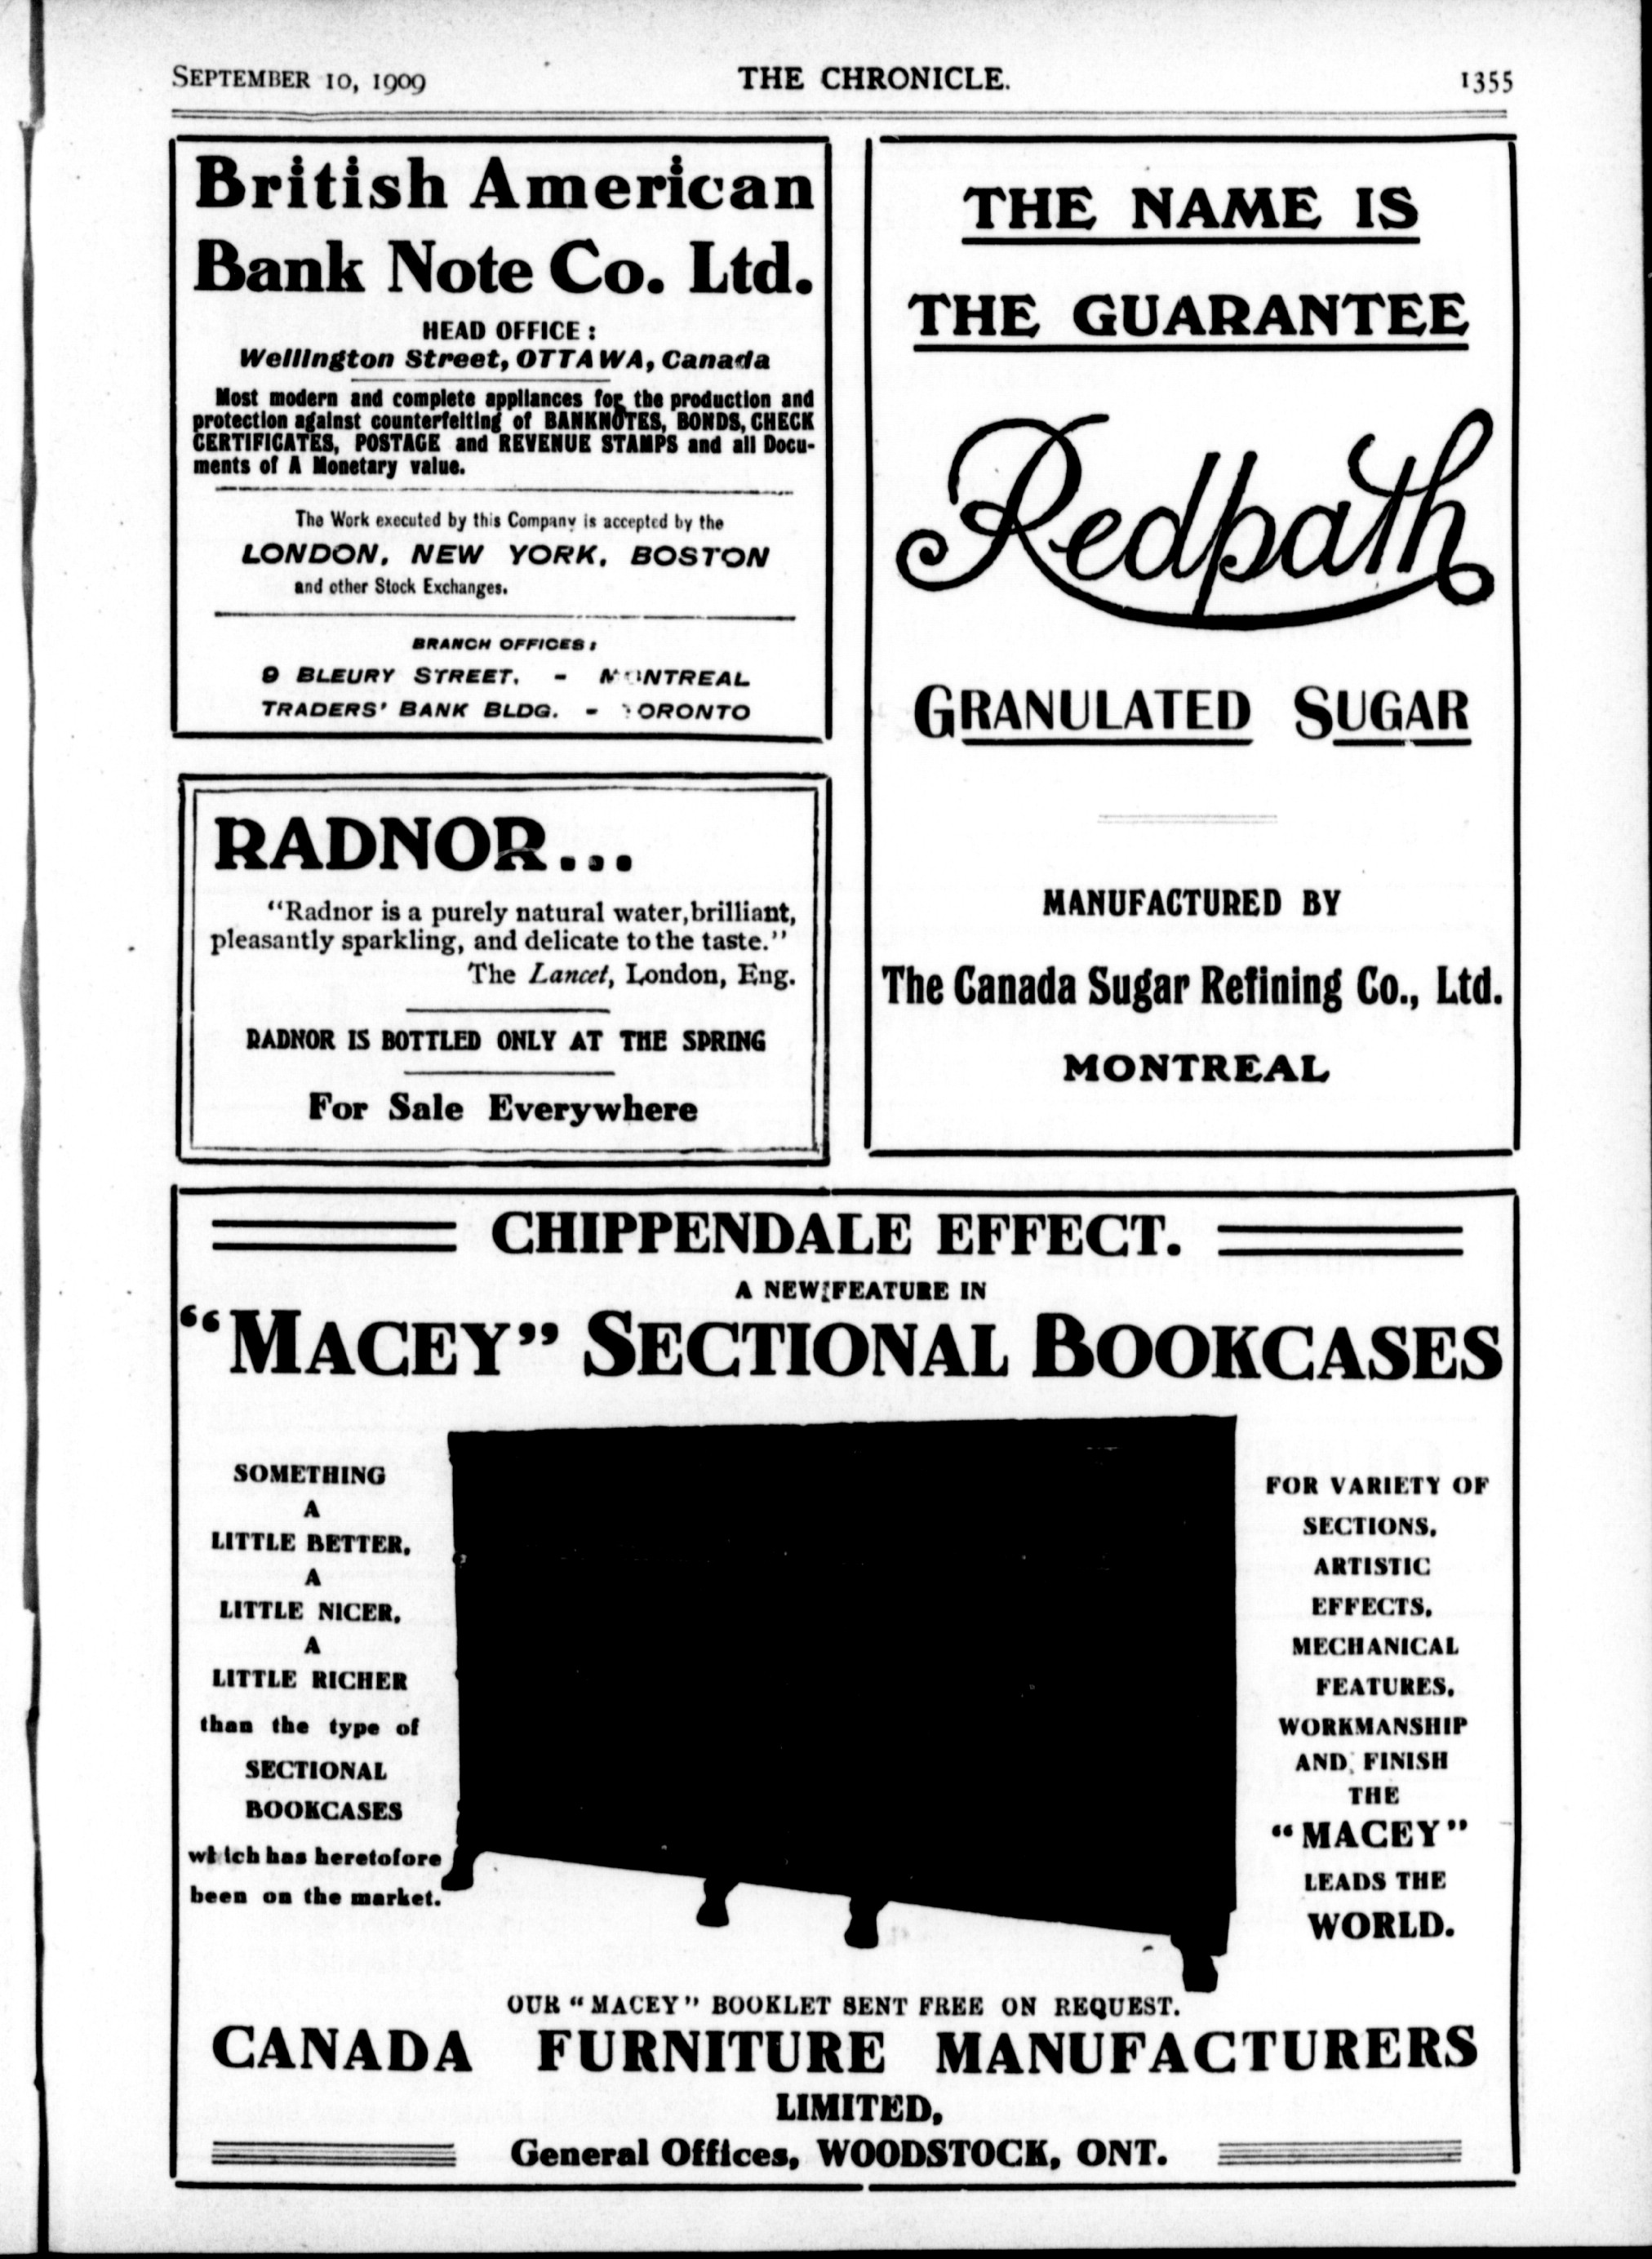 SEPTEMBER 10, 1909
THE CHRONICLE.
1355
British American
Bank Note Co. Ltd.
HEAD OFFICE:
Wellington Street, OTTAWA, Canada
Most modern and complete appliances for the production and
protection against counterfeiting of BANKNOTES, BONDS, CHECK
CERTIFICATES, POSTAGE and REVENUE STAMPS and all Docu-
ments of A Monetary value.
The Work executed by this Company is accepted by the
LONDON, NEW YORK, BOSTON
and other Stock Exchanges.
BRANCH OFFICES:
9 BLEURY STREET, - MONTREAL
TRADERS' BANK BLDG. - TORONTO
RADNOR...
"Radnor is a purely natural water, brilliant,
pleasantly sparkling, and delicate to the taste."
The Lancet, London, Eng.
RADNOR IS BOTTLED ONLY AT THE SPRING
For Sale Everywhere
THE NAME IS
THE GUARANTEE
Redpath
GRANULATED SUGAR
MANUFACTURED BY
The Canada Sugar Refining Co., Ltd.
MONTREAL
CHIPPENDALE EFFECT.
A NEW FEATURE IN
"MACEY" SECTIONAL BOOKCASES
SOMETHING
A
LITTLE BETTER,
A
LITTLE NICER,
A
LITTLE RICHER
than the type of
SECTIONAL
BOOKCASES
which has heretofore
been on the market.
FOR VARIETY OF
SECTIONS,
ARTISTIC
EFFECTS,
MECHANICAL
FEATURES,
WORKMANSHIP
AND FINISH
THE
"MACEY"
LEADS THE
WORLD.
OUR "MACEY" BOOKLET SENT FREE ON REQUEST.
CANADA FURNITURE MANUFACTURERS
LIMITED,
General Offices, WOODSTOCK, ONT.